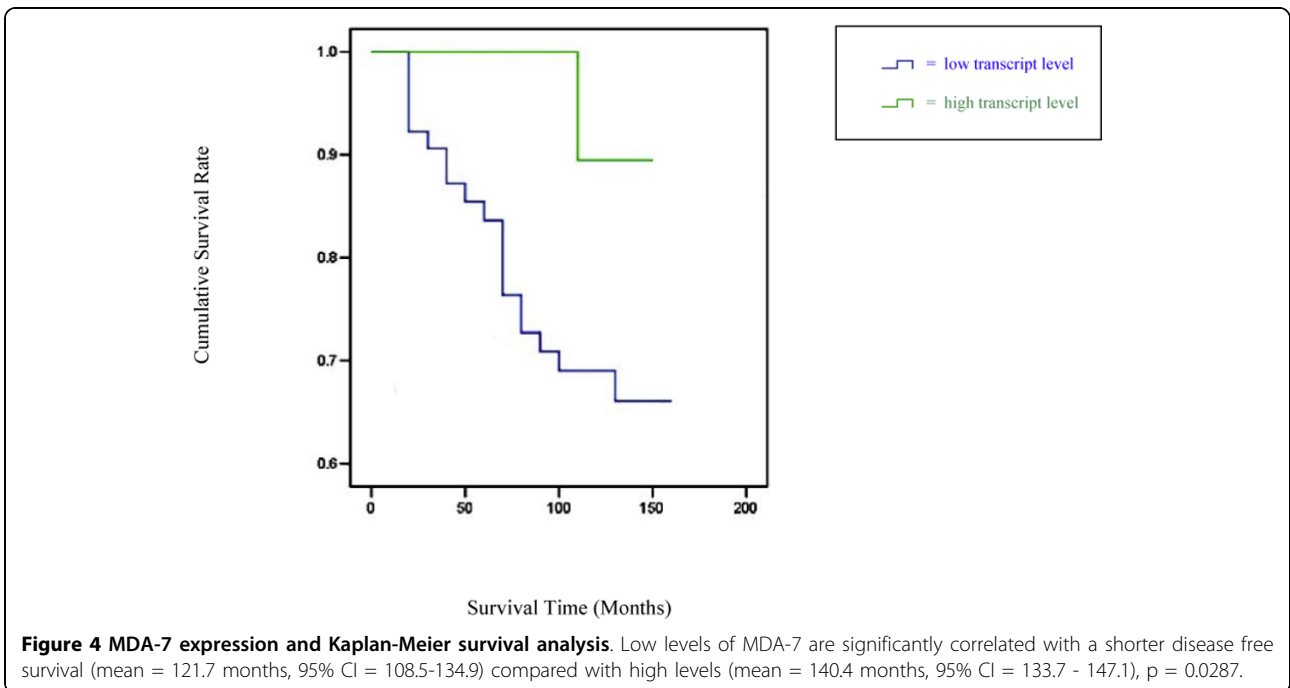 1.0
0.9
0.8
0.7
0.6
Cumulative Survival Rate
0 50 100 150 200
Survival Time (Months)
= low transcript level
= high transcript level
Figure 4 MDA-7 expression and Kaplan-Meier survival analysis. Low levels of MDA-7 are significantly correlated with a shorter disease free
survival (mean = 121.7 months, 95% CI = 108.5-134.9) compared with high levels (mean = 140.4 months, 95% CI = 133.7 - 147.1), p = 0.0287.